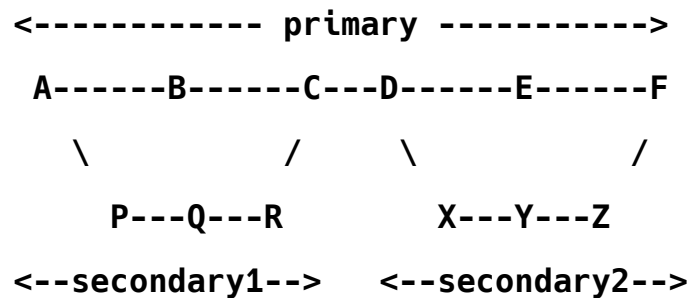 <------------ primary ----------->
 A------B------C---D------E------F
   \          /     \           /
     P---Q---R        X---Y---Z
<--secondary1-->   <--secondary2-->